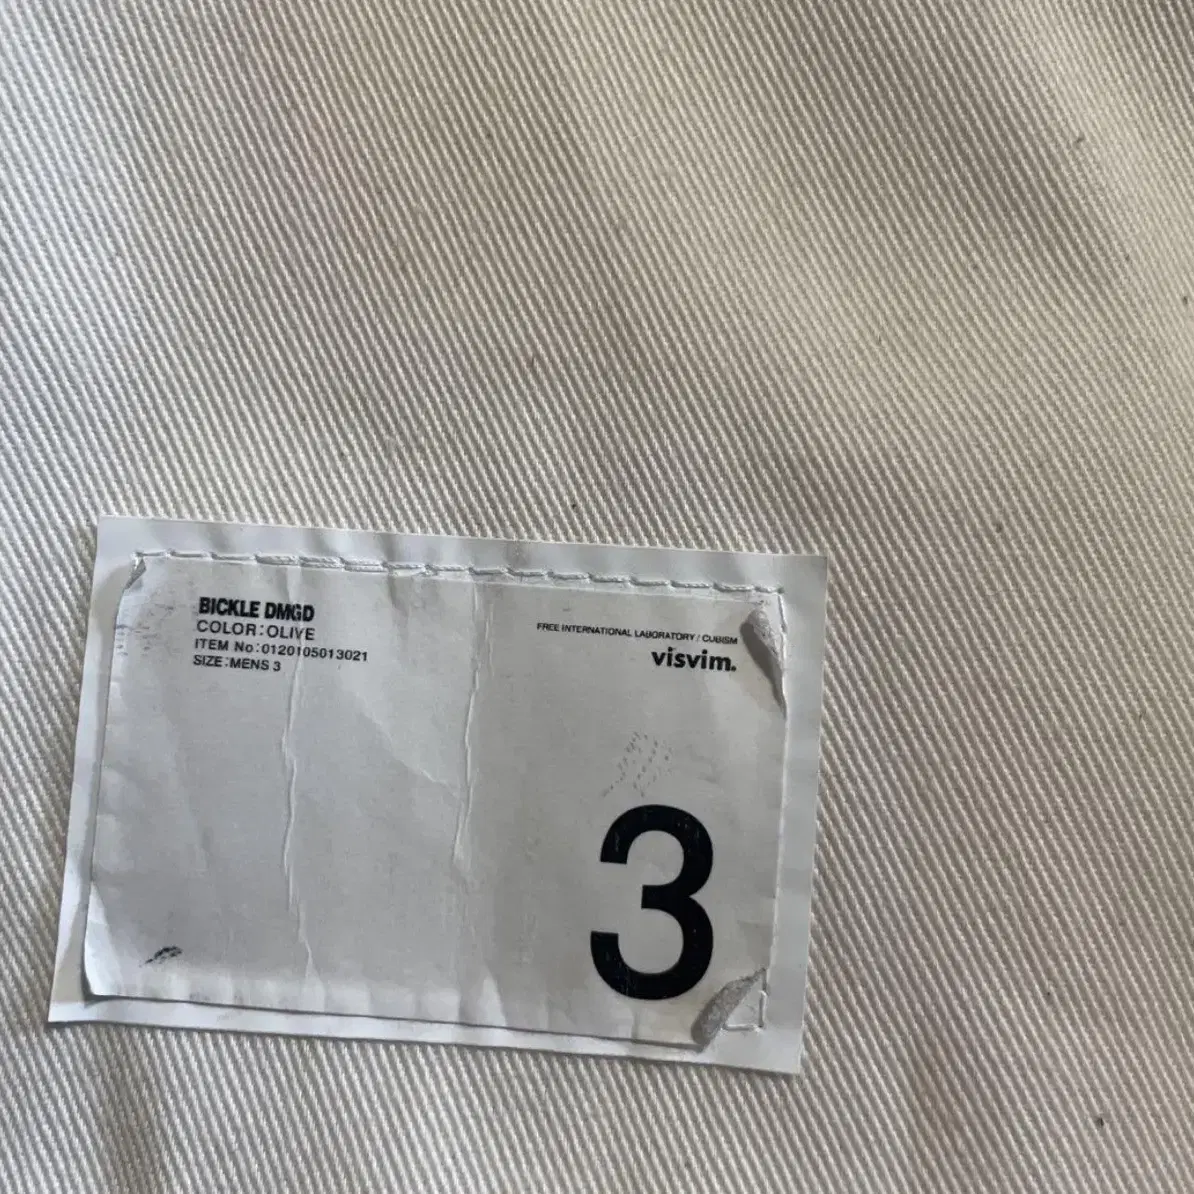 BICKLE DMGD
COLOR:OLIVE
ITEM No:0120105013021
SIZE:MENS 3
FREE INTERNATIONAL LABORATORY / CUBISM
visvim.
3